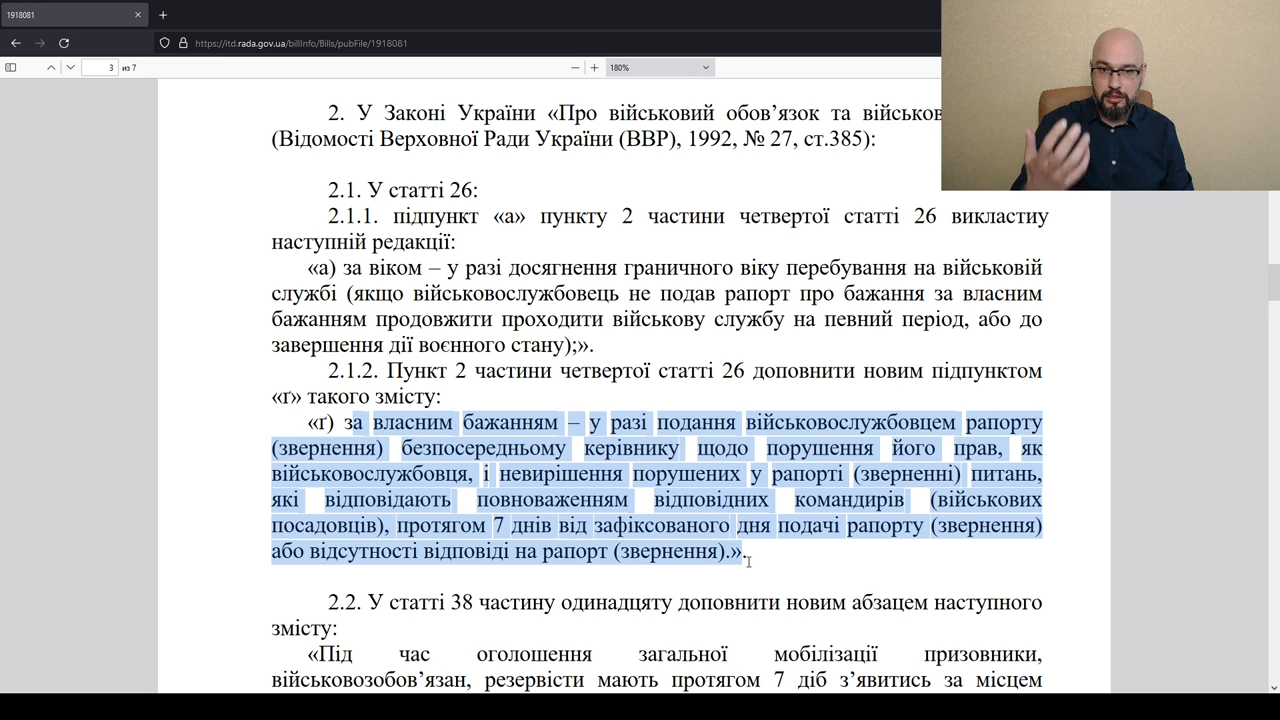 1918081
https://itd.rada.gov.ua/billInfo/Bills/pubFile/1918081
3 из 7
180%
2. У Законі України «Про військовий обов’язок та військов
(Відомості Верховної Ради України (ВВР), 1992, № 27, ст.385):
2.1. У статті 26:
2.1.1. підпункт «а» пункту 2 частини четвертої статті 26 викластиу
наступній редакції:
«а) за віком – у разі досягнення граничного віку перебування на військовій
службі (якщо військовослужбовець не подав рапорт про бажання за власним
бажанням продовжити проходити військову службу на певний період, або до
завершення дії воєнного стану);».
2.1.2. Пункт 2 частини четвертої статті 26 доповнити новим підпунктом
«ґ» такого змісту:
«ґ) за власним бажанням – у разі подання військовослужбовцем рапорту
(звернення) безпосередньому керівнику щодо порушення його прав, як
військовослужбовця, і невирішення порушених у рапорті (зверненні) питань,
які відповідають повноваженням відповідних командирів (військових
посадовців), протягом 7 днів від зафіксованого дня подачі рапорту (звернення)
або відсутності відповіді на рапорт (звернення).».
2.2. У статті 38 частину одинадцяту доповнити новим абзацем наступного
змісту:
«Під час оголошення загальної мобілізації призовники,
військовозобов’язан, резервісти мають протягом 7 діб з’явитись за місцем